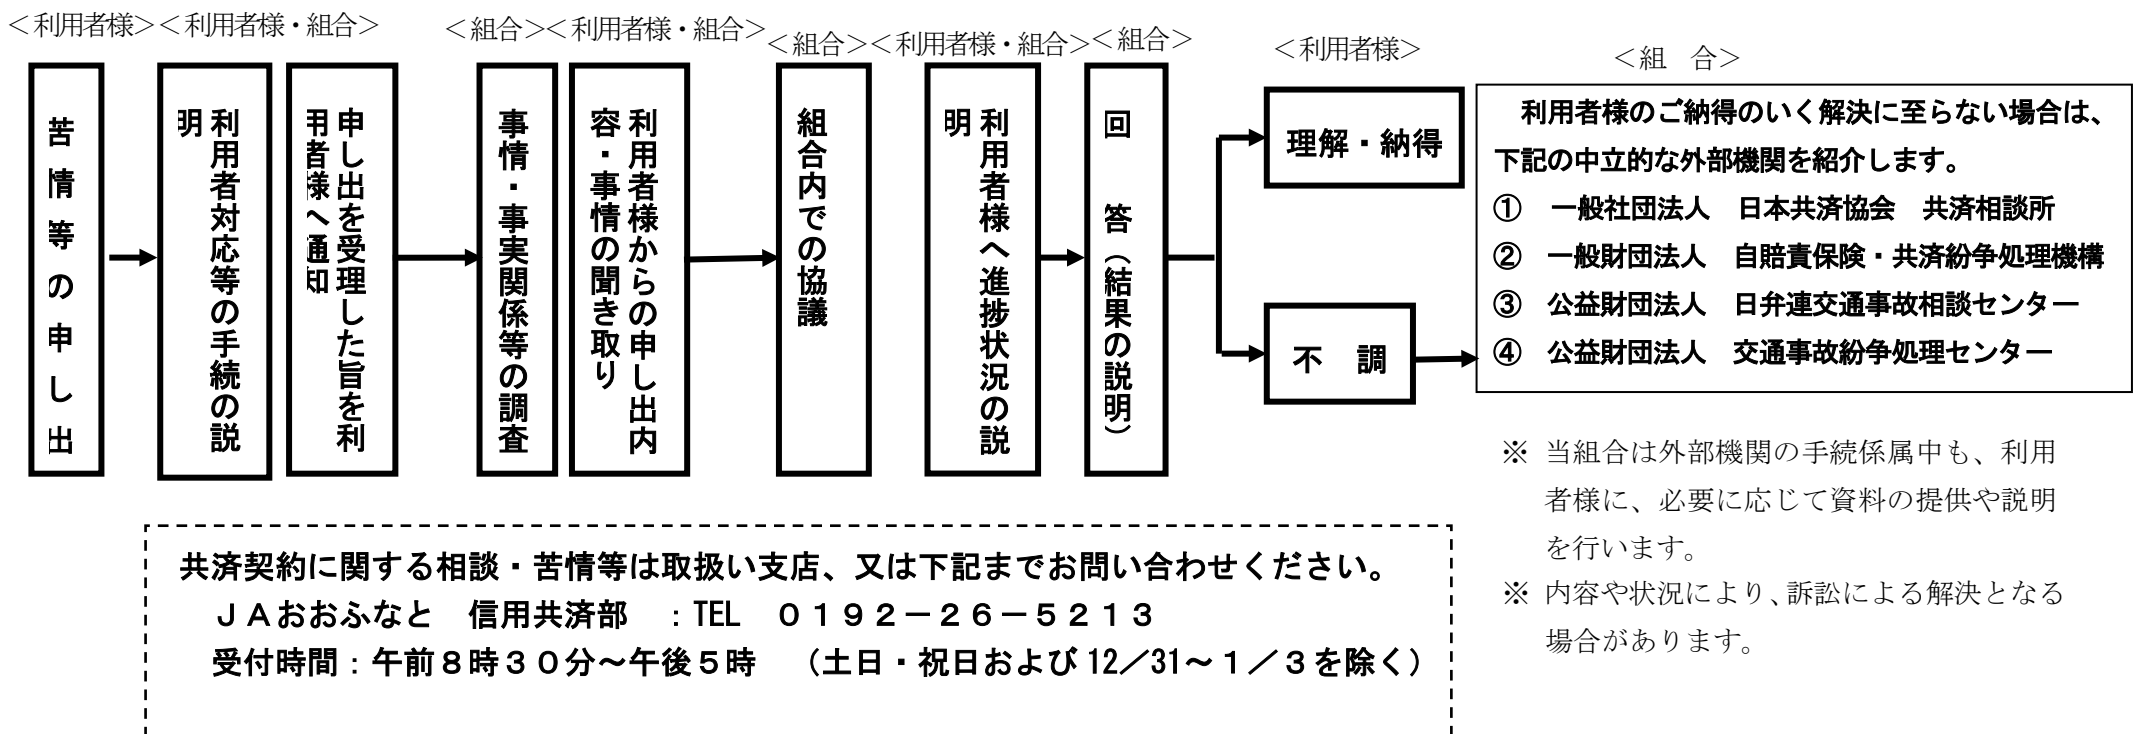 ＜利用者様＞
＜利用者様・組合＞
＜組合＞
＜利用者様・組合＞
＜組合＞
＜利用者様・組合＞
＜組合＞
＜利用者様＞
＜組　合＞
苦情等の申し出
利用者対応等の手続の説
明
申し出を受理した旨を利
用者様へ通知
事情・事実関係等の調査
利用者様からの申し出内
容・事情の聞き取り
組合内での協議
利用者様へ進捗状況の説
明
回　答（結果の説明）
理解・納得
不　調
利用者様のご納得のいく解決に至らない場合は、
下記の中立的な外部機関を紹介します。
①　一般社団法人　日本共済協会　共済相談所
②　一般財団法人　自賠責保険・共済紛争処理機構
③　公益財団法人　日弁連交通事故相談センター
④　公益財団法人　交通事故紛争処理センター
※ 当組合は外部機関の手続係属中も、利用
者様に、必要に応じて資料の提供や説明
を行います。
※ 内容や状況により、訴訟による解決となる
場合があります。
共済契約に関する相談・苦情等は取扱い支店、又は下記までお問い合わせください。
ＪＡおおふなと　信用共済部　：TEL　０１９２－２６－５２１３
受付時間：午前８時３０分～午後５時　（土日・祝日および12／31～１／３を除く）